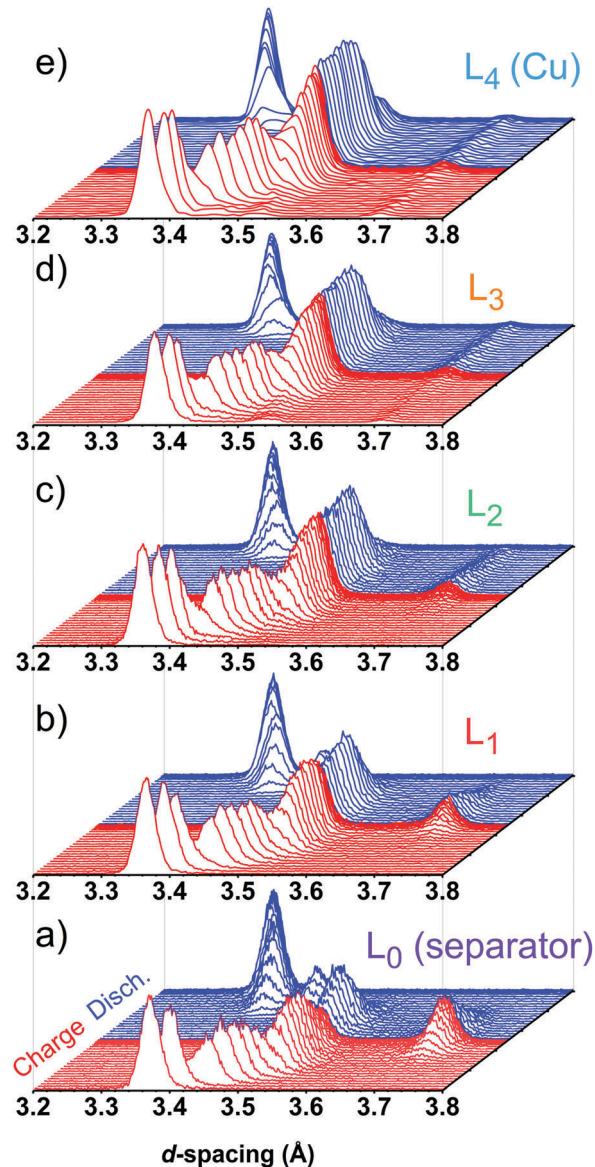 e)
L4 (Cu)
3.2 3.3 3.4 3.5 3.6 3.7 3.8
d)
L3
3.2 3.3 3.4 3.5 3.6 3.7 3.8
c)
L2
3.2 3.3 3.4 3.5 3.6 3.7 3.8
b)
L1
3.2 3.3 3.4 3.5 3.6 3.7 3.8
a)
L0 (separator)
Charge Disch.
3.2 3.3 3.4 3.5 3.6 3.7 3.8
d-spacing (Å)